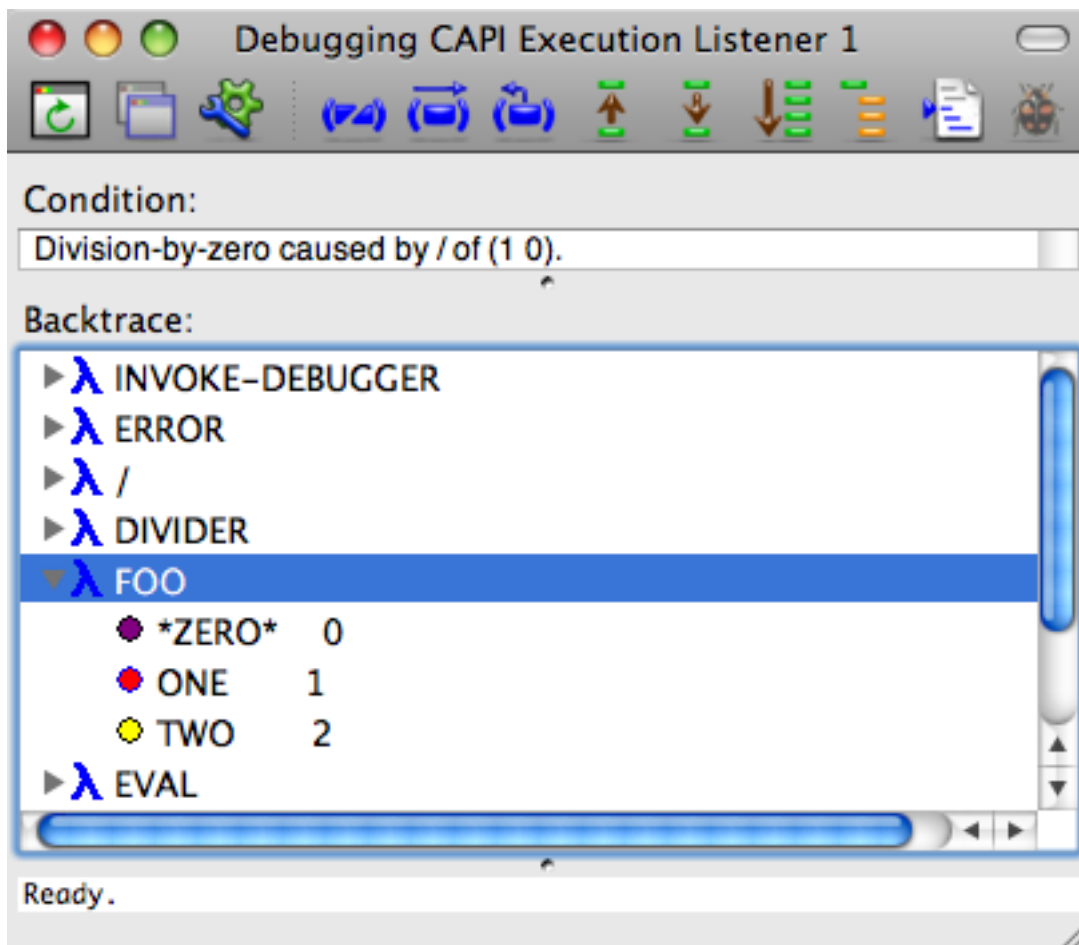 Debugging CAPI Execution Listener 1
Condition:
Division-by-zero caused by / of (1 0).
Backtrace:
λ INVOKE-DEBUGGER
λ ERROR
λ /
λ DIVIDER
λ FOO
*ZERO* 0
ONE 1
TWO 2
λ EVAL
Ready.